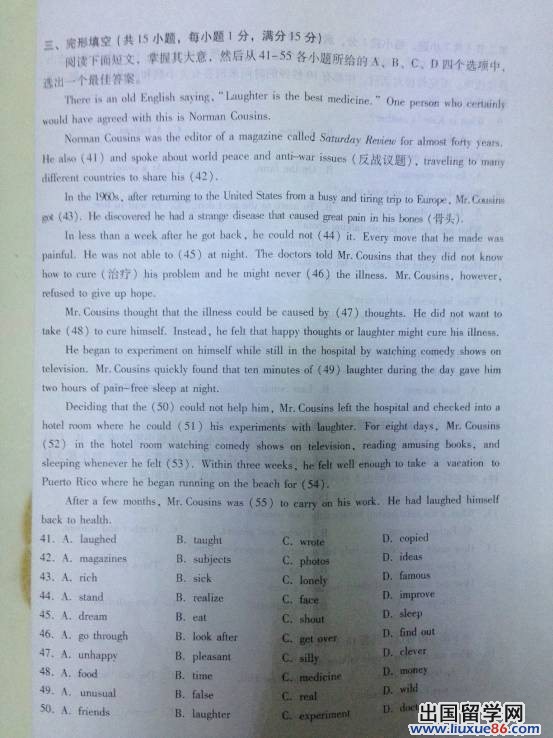 三、完形填空（共 15 小题，每小题 1 分，满分 15 分）
阅读下面短文，掌握其大意，然后从 41-55 各小题所给的 A、B、C、D 四个选项中，
选出一个最佳答案。
There is an old English saying, "Laughter is the best medicine." One person who certainly
would have agreed with this is Norman Cousins.
Norman Cousins was the editor of a magazine called Saturday Review for almost forty years.
He also (41) and spoke about world peace and anti-war issues (反战议题), traveling to many
different countries to share his (42).
In the 1960s, after returning to the United States from a busy and tiring trip to Europe, Mr. Cousins
got (43). He discovered he had a strange disease that caused great pain in his bones (骨头).
In less than a week after he got back, he could not (44) it. Every move that he made was
painful. He was not able to (45) at night. The doctors told Mr. Cousins that they did not know
how to cure (治疗) his problem and he might never (46) the illness. Mr. Cousins, however,
refused to give up hope.
Mr. Cousins thought that the illness could be caused by (47) thoughts. He did not want to
take (48) to cure himself. Instead, he felt that happy thoughts or laughter might cure his illness.
He began to experiment on himself while still in the hospital by watching comedy shows on
television. Mr. Cousins quickly found that ten minutes of (49) laughter during the day gave him
two hours of pain-free sleep at night.
Deciding that the (50) could not help him, Mr. Cousins left the hospital and checked into a
hotel room where he could (51) his experiments with laughter. For eight days, Mr. Cousins
(52) in the hotel room watching comedy shows on television, reading amusing books, and
sleeping whenever he felt (53). Within three weeks, he felt well enough to take a vacation to
Puerto Rico where he began running on the beach for (54).
After a few months, Mr. Cousins was (55) to carry on his work. He had laughed himself
back to health.
41. A. laughed B. taught C. wrote D. copied
42. A. magazines B. subjects C. photos D. ideas
43. A. rich B. sick C. lonely D. famous
44. A. stand B. realize C. face D. improve
45. A. dream B. eat C. shout D. sleep
46. A. go through B. look after C. get over D. find out
47. A. unhappy B. pleasant C. silly D. clever
48. A. food B. time C. medicine D. money
49. A. unusual B. false C. real D. wild
50. A. friends B. laughter C. experiment D.
出国留学网
www.liuxue86.com